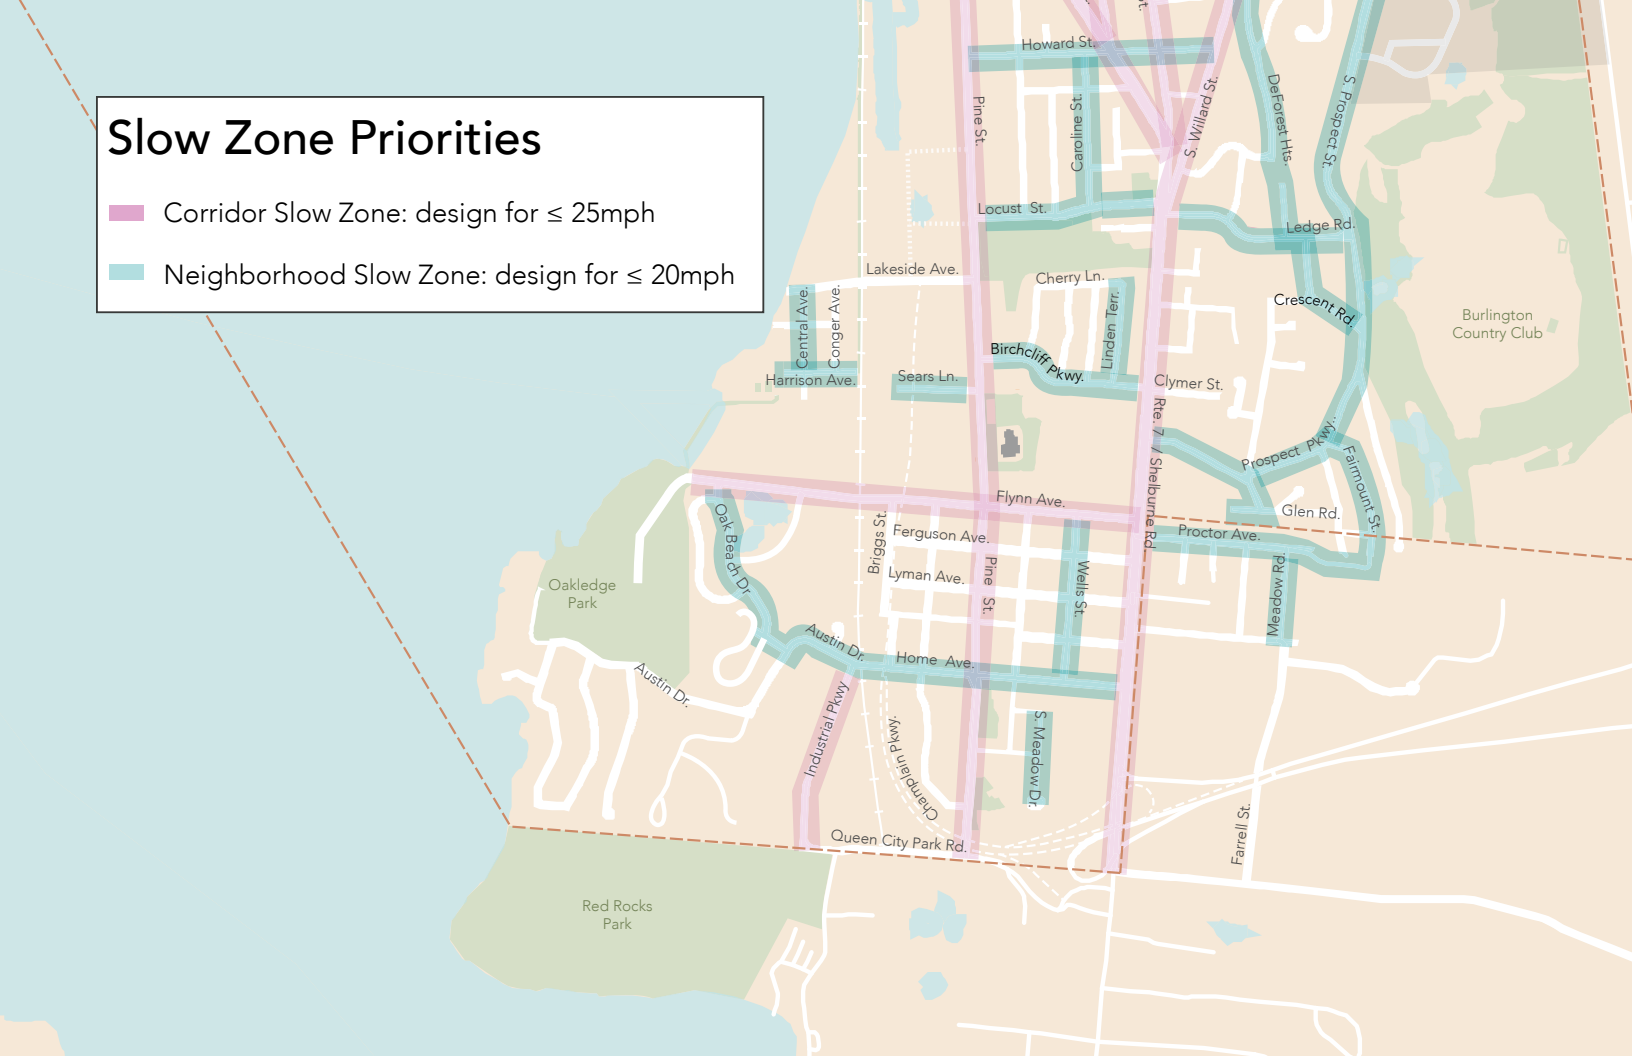 Slow Zone Priorities
Corridor Slow Zone: design for ≤ 25mph
Neighborhood Slow Zone: design for ≤ 20mph
St.
Howard St.
Pine St.
Caroline St.
S. Willard St.
DeForest Hts.
S. Prospect St.
Locust St.
Ledge Rd.
Lakeside Ave.
Cherry Ln.
Central Ave.
Conger Ave.
Linden Terr.
Crescent Rd.
Burlington
Country Club
Birchcliff Pkwy.
Harrison Ave.
Sears Ln.
Clymer St.
Rte. 7 / Shelburne Rd.
Prospect Pkwy.
Fairmount St.
Flynn Ave.
Glen Rd.
Oak Beach Dr
Briggs St.
Ferguson Ave.
Proctor Ave.
Lyman Ave.
Pine St.
Wells St.
Meadow Rd.
Oakledge
Park
Austin Dr.
Home Ave.
Austin Dr.
Industrial Pkwy
Champlain Pkwy.
S. Meadow Dr.
Queen City Park Rd.
Farrell St.
Red Rocks
Park